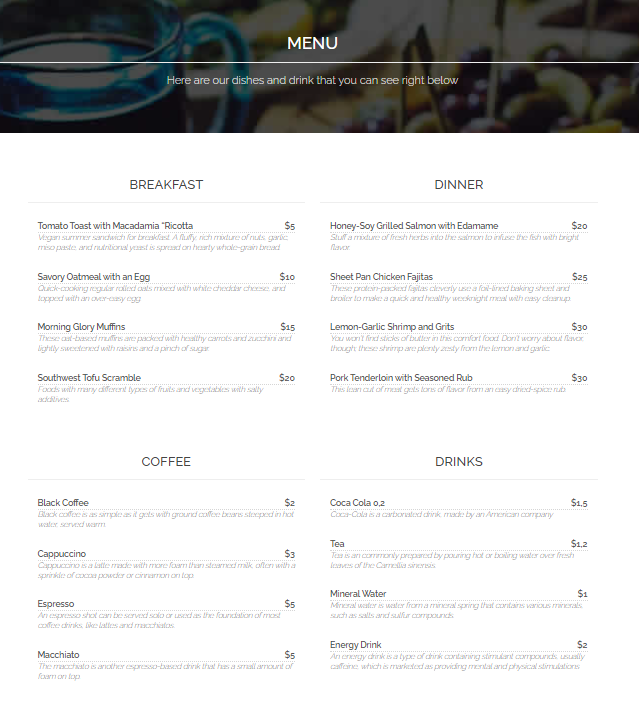 MENU
Here are our dishes and drink that you can see right below
BREAKFAST
Tomato Toast with Macadamia "Ricotta $5
Vegan summer sandwich for breakfast. A fluffy, rich mixture of nuts, garlic,
miso paste, and nutritional yeast is spread on hearty whole-grain bread.
Savory Oatmeal with an Egg $10
Quick-cooking regular rolled oats mixed with white cheddar cheese, and
topped with an over-easy egg
Morning Glory Muffins $15
These oat-based muffins are packed with healthy carrots and zucchini and
lightly sweetened with raisins and a pinch of sugar.
Southwest Tofu Scramble $20
Foods with many different types of fruits and vegetables with salty
additives.
DINNER
Honey-Soy Grilled Salmon with Edamame $20
Stuff a mixture of fresh herbs into the salmon to infuse the fish with bright
flavor.
Sheet Pan Chicken Fajitas $25
These protein-packed fajitas cleverly use a foil-lined baking sheet and
broiler to make a quick and healthy weeknight meal with easy cleanup.
Lemon-Garlic Shrimp and Grits $30
You won't find sticks of butter in this comfort food. Don't worry about flavor,
though; these shrimp are plenty zesty from the lemon and garlic.
Pork Tenderloin with Seasoned Rub $30
This lean cut of meat gets tons of flavor from an easy dried-spice rub.
COFFEE
Black Coffee $2
Black coffee is as simple as it gets with ground coffee beans steeped in hot
water, served warm.
Cappuccino $3
Cappuccino is a latte made with more foam than steamed milk, often with a
sprinkle of cocoa powder or cinnamon on top.
Espresso $5
An espresso shot can be served solo or used as the foundation of most
coffee drinks, like lattes and macchiatos.
Macchiato $5
The macchiato is another espresso-based drink that has a small amount of
foam on top
DRINKS
Coca Cola 0,2 $1,5
Coca-Cola is a carbonated drink, made by an American company
Tea $1,2
Tea is an commonly prepared by pouring hot or boiling water over fresh
leaves of the Camellia sinensis
Mineral Water $1
Mineral water is water from a mineral spring that contains various minerals,
such as salts and sulfur compounds.
Energy Drink $2
An energy drink is a type of drink containing stimulant compounds, usually
caffeine, which is marketed as providing mental and physical stimulations